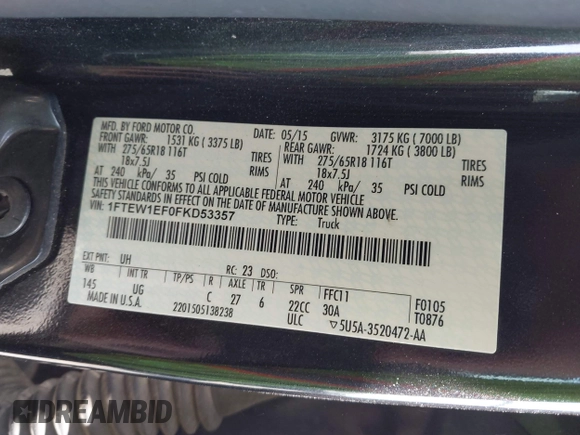 MFD. BY FORD MOTOR CO. DATE: 05/15 GVWR: 3175 KG ( 7000 LB)
FRONT GAWR: 1531 KG ( 3375 LB) REAR GAWR: 1724 KG ( 3800 LB)
275/65R18 116T TIRES WITH 275/65R18 116T TIRES
WITH 18x7.5J RIMS 18x7.5J RIMS
AT 240 kPa/ 35 PSI COLD AT 240 kPa/ 35 PSI COLD
THIS VEHICLE CONFORMS TO ALL APPLICABLE FEDERAL MOTOR VEHICLE
SAFETY STANDARDS IN EFFECT ON THE DATE OF MANUFACTURE SHOWN ABOVE.
VIN: 1FTEW1EF0FKD53357 TYPE: Truck
EXT PNT: UH RC: 23 DSO:
WB INT TR TP/PS R AXLE TR SPR FFC11 F0105
145 UG C 27 6 22CC 30A T0876
MADE IN U.S.A. 2201505138238 ULC ▽5U5A-3520472-AA
DREAMBID